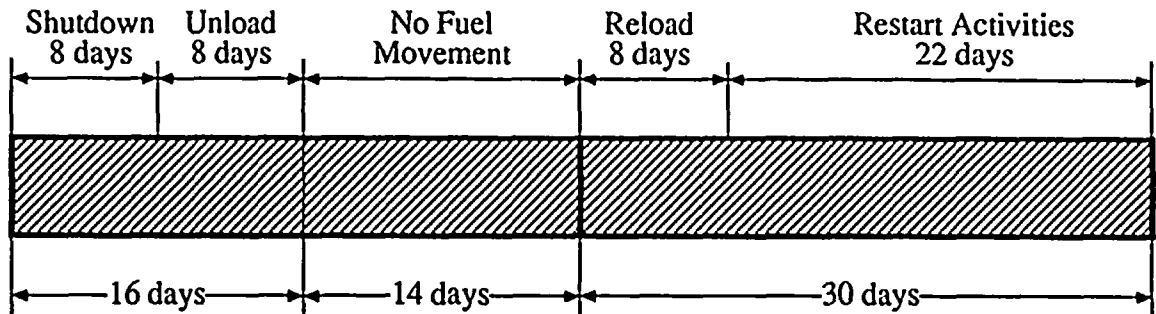 Shutdown
8 days
Unload
8 days
No Fuel
Movement
Reload
8 days
Restart Activities
22 days
16 days
14 days
30 days